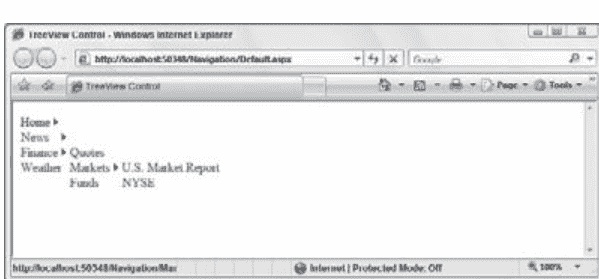 TreeView Control - Windows Internet Explorer
http://localhost:50348/Navigation/Default.aspx
Google
TreeView Control
Page
Tools
Home
News
Finance Quotes
Weather Markets U.S. Market Report
Funds NYSE
http://localhost:50348/Navigation/Mar
Internet | Protected Mode: Off
100%